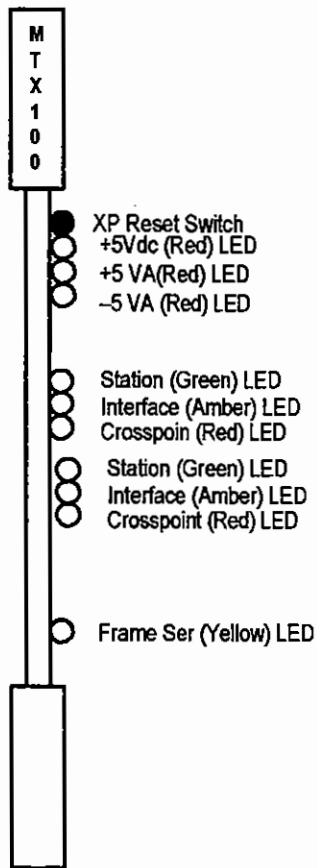 M
T
X
1
0
0
XP Reset Switch
+5Vdc (Red) LED
+5 VA(Red) LED
–5 VA (Red) LED
Station (Green) LED
Interface (Amber) LED
Crosspoin (Red) LED
Station (Green) LED
Interface (Amber) LED
Crosspoint (Red) LED
Frame Ser (Yellow) LED